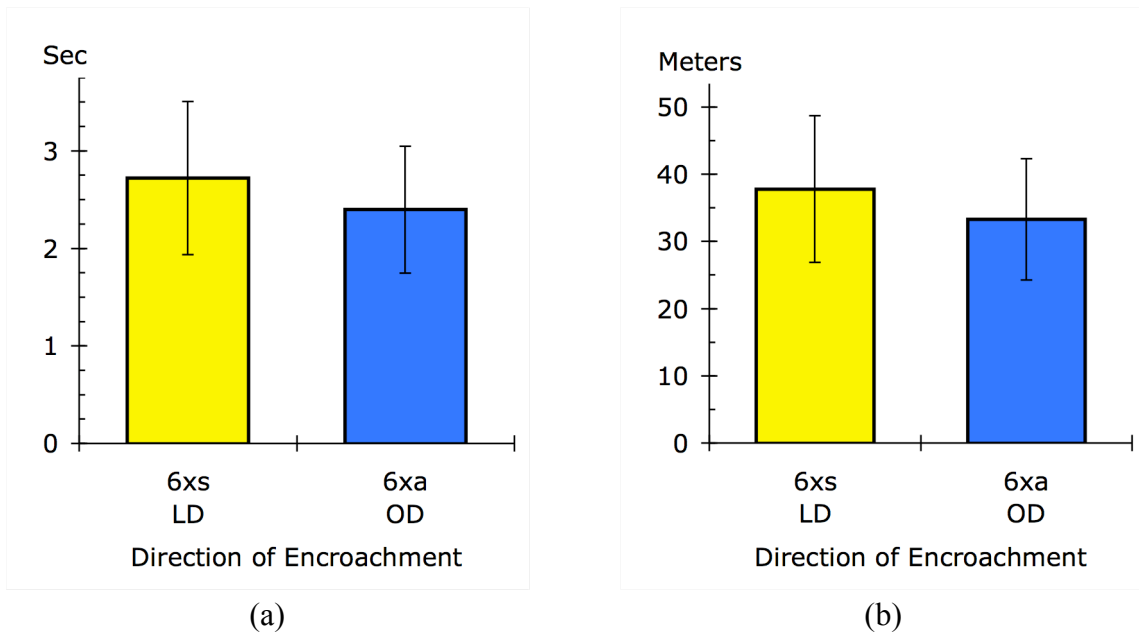 Sec
3
2
1
0
6xs 6xa
LD OD
Direction of Encroachment
(a)
Meters
50
40
30
20
10
0
6xs 6xa
LD OD
Direction of Encroachment
(b)